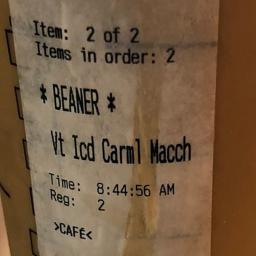 Item: 2 of 2
Items in order: 2
* BEANER *
Vt Icd Carml Macch
Time: 8:44:56 AM
Reg: 2
>CAFÉ<